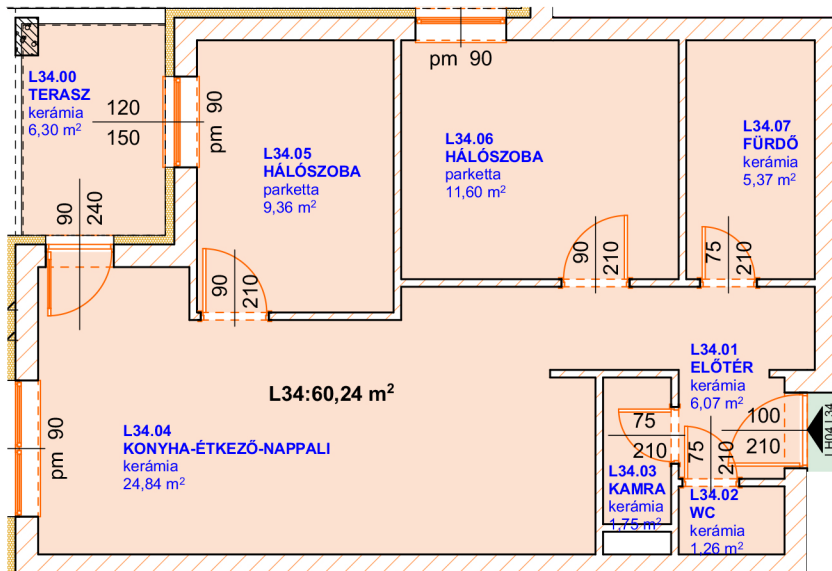 L34.00
TERASZ
kerámia
6,30 m²
120
150
pm 90
90
240
L34.05
HÁLÓSZOBA
parketta
9,36 m²
90
210
pm 90
L34.06
HÁLÓSZOBA
parketta
11,60 m²
90
210
L34.07
FÜRDŐ
kerámia
5,37 m²
75
210
L34:60,24 m²
L34.01
ELŐTÉR
kerámia
6,07 m²
100
210
LH04 L34
pm 90
L34.04
KONYHA-ÉTKEZŐ-NAPPALI
kerámia
24,84 m²
75
210
L34.03
KAMRA
kerámia
1,75 m²
75
210
L34.02
WC
kerámia
1,26 m²